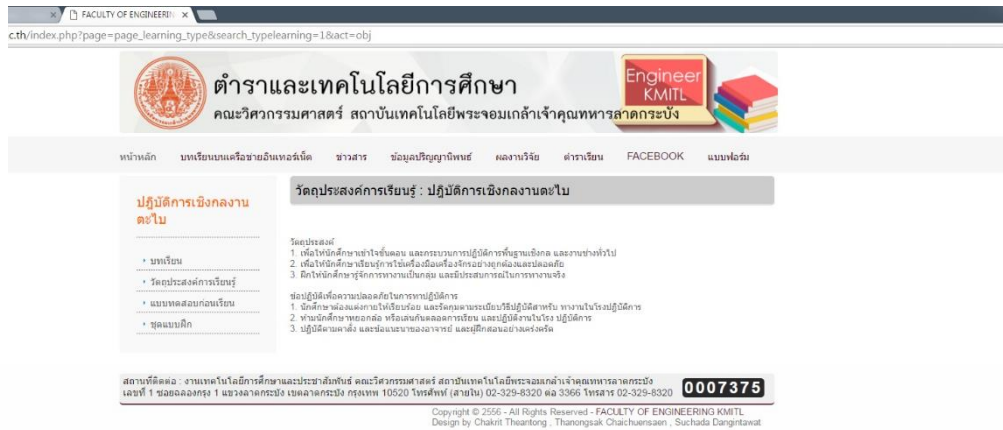 FACULTY OF ENGINEERIN
c.th/index.php?page=page_learning_type&search_typelearning=1&act=obj
ตำราและเทคโนโลยีการศึกษา
คณะวิศวกรรมศาสตร์ สถาบันเทคโนโลยีพระจอมเกล้าเจ้าคุณทหารลาดกระบัง
Engineer
KMITL
หน้าหลัก บทเรียนบนเครือข่ายอินเทอร์เน็ต ข่าวสาร ข้อมูลปริญญานิพนธ์ ผลงานวิจัย ตำราเรียน FACEBOOK แบบฟอร์ม
ปฎิบัติการเชิงกลงาน
ตะไบ
บทเรียน
วัตถุประสงค์การเรียนรู้
แบบทดสอบก่อนเรียน
ชุดแบบฝึก
วัตถุประสงค์การเรียนรู้ : ปฎิบัติการเชิงกลงานตะไบ
วัตถุประสงค์
1. เพื่อให้นักศึกษาเข้าใจขั้นตอน และกระบวนการปฏิบัติการพื้นฐานเชิงกล และงานช่างทั่วไป
2. เพื่อให้นักศึกษาเรียนรู้การใช้เครื่องมือเครื่องจักรอย่างถูกต้องและปลอดภัย
3. ฝึกให้นักศึกษารู้จักการทางานเป็นกลุ่ม และมีประสบการณ์ในการทางานจริง
ข้อปฏิบัติเพื่อความปลอดภัยในการทาปฏิบัติการ
1. นักศึกษาต้องแต่งกายให้เรียบร้อย และรัดกุมตามระเบียบวิธีปฏิบัติสาหรับ ทางานในโรงปฏิบัติการ
2. ห้ามนักศึกษาหยอกล้อ หรือเล่นกันตลอดการเรียน และปฏิบัติงานในโรง ปฏิบัติการ
3. ปฏิบัติตามคาสั่ง และข้อแนะนาของอาจารย์ และผู้ฝึกสอนอย่างเคร่งครัด
สถานที่ติดต่อ : งานเทคโนโลยีการศึกษาและประชาสัมพันธ์ คณะวิศวกรรมศาสตร์ สถาบันเทคโนโลยีพระจอมเกล้าเจ้าคุณทหารลาดกระบัง
เลขที่ 1 ซอยฉลองกรุง 1 แขวงลาดกระบัง เขตลาดกระบัง กรุงเทพ 10520 โทรศัพท์ (สายใน) 02-329-8320 ต่อ 3366 โทรสาร 02-329-8320
0007375
Copyright © 2556 - All Rights Reserved - FACULTY OF ENGINEERING KMITL
Design by Chakrit Theantong , Thanongsak Chaichuensaen , Suchada Dangintawat